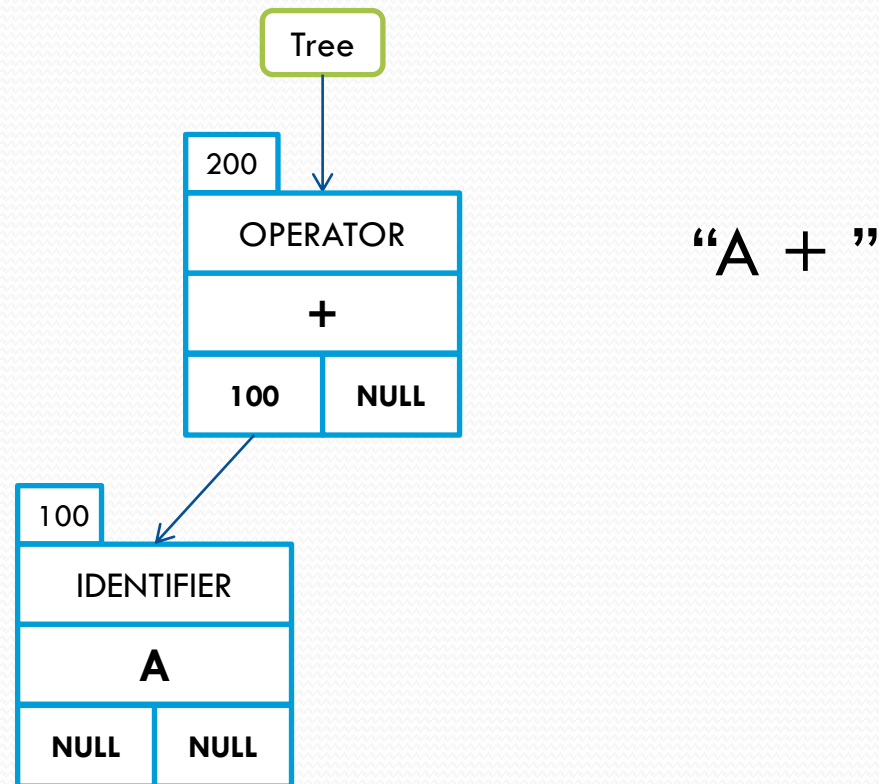 Tree
200
OPERATOR
“A + ”
+
100 NULL
100
IDENTIFIER
A
NULL NULL